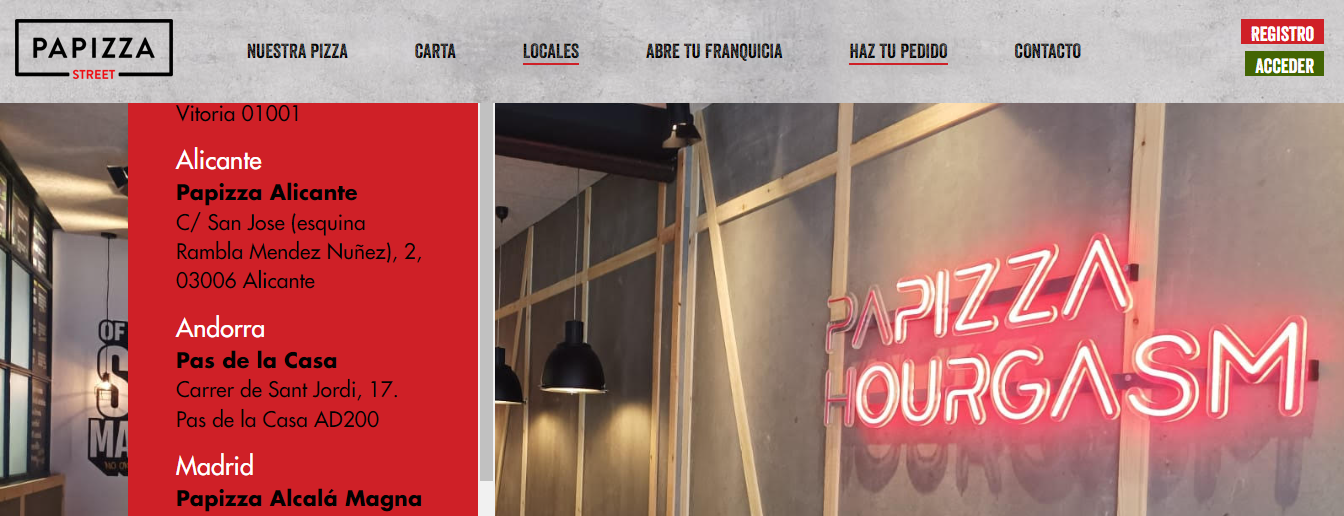 PAPIZZA
STREET
NUESTRA PIZZA
CARTA
LOCALES
ABRE TU FRANQUICIA
HAZ TU PEDIDO
CONTACTO
REGISTRO
ACCEDER
Vitoria 01001
Alicante
Papizza Alicante
C/ San Jose (esquina
Rambla Mendez Nuñez), 2,
03006 Alicante
Andorra
Pas de la Casa
Carrer de Sant Jordi, 17.
Pas de la Casa AD200
Madrid
Papizza Alcalá Magna
OF
S
MA
PAPIZZA
HOURGASM